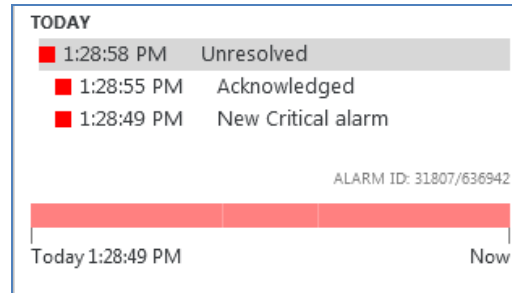 TODAY
1:28:58 PM Unresolved
1:28:55 PM Acknowledged
1:28:49 PM New Critical alarm
ALARM ID: 31807/636942
Today 1:28:49 PM Now